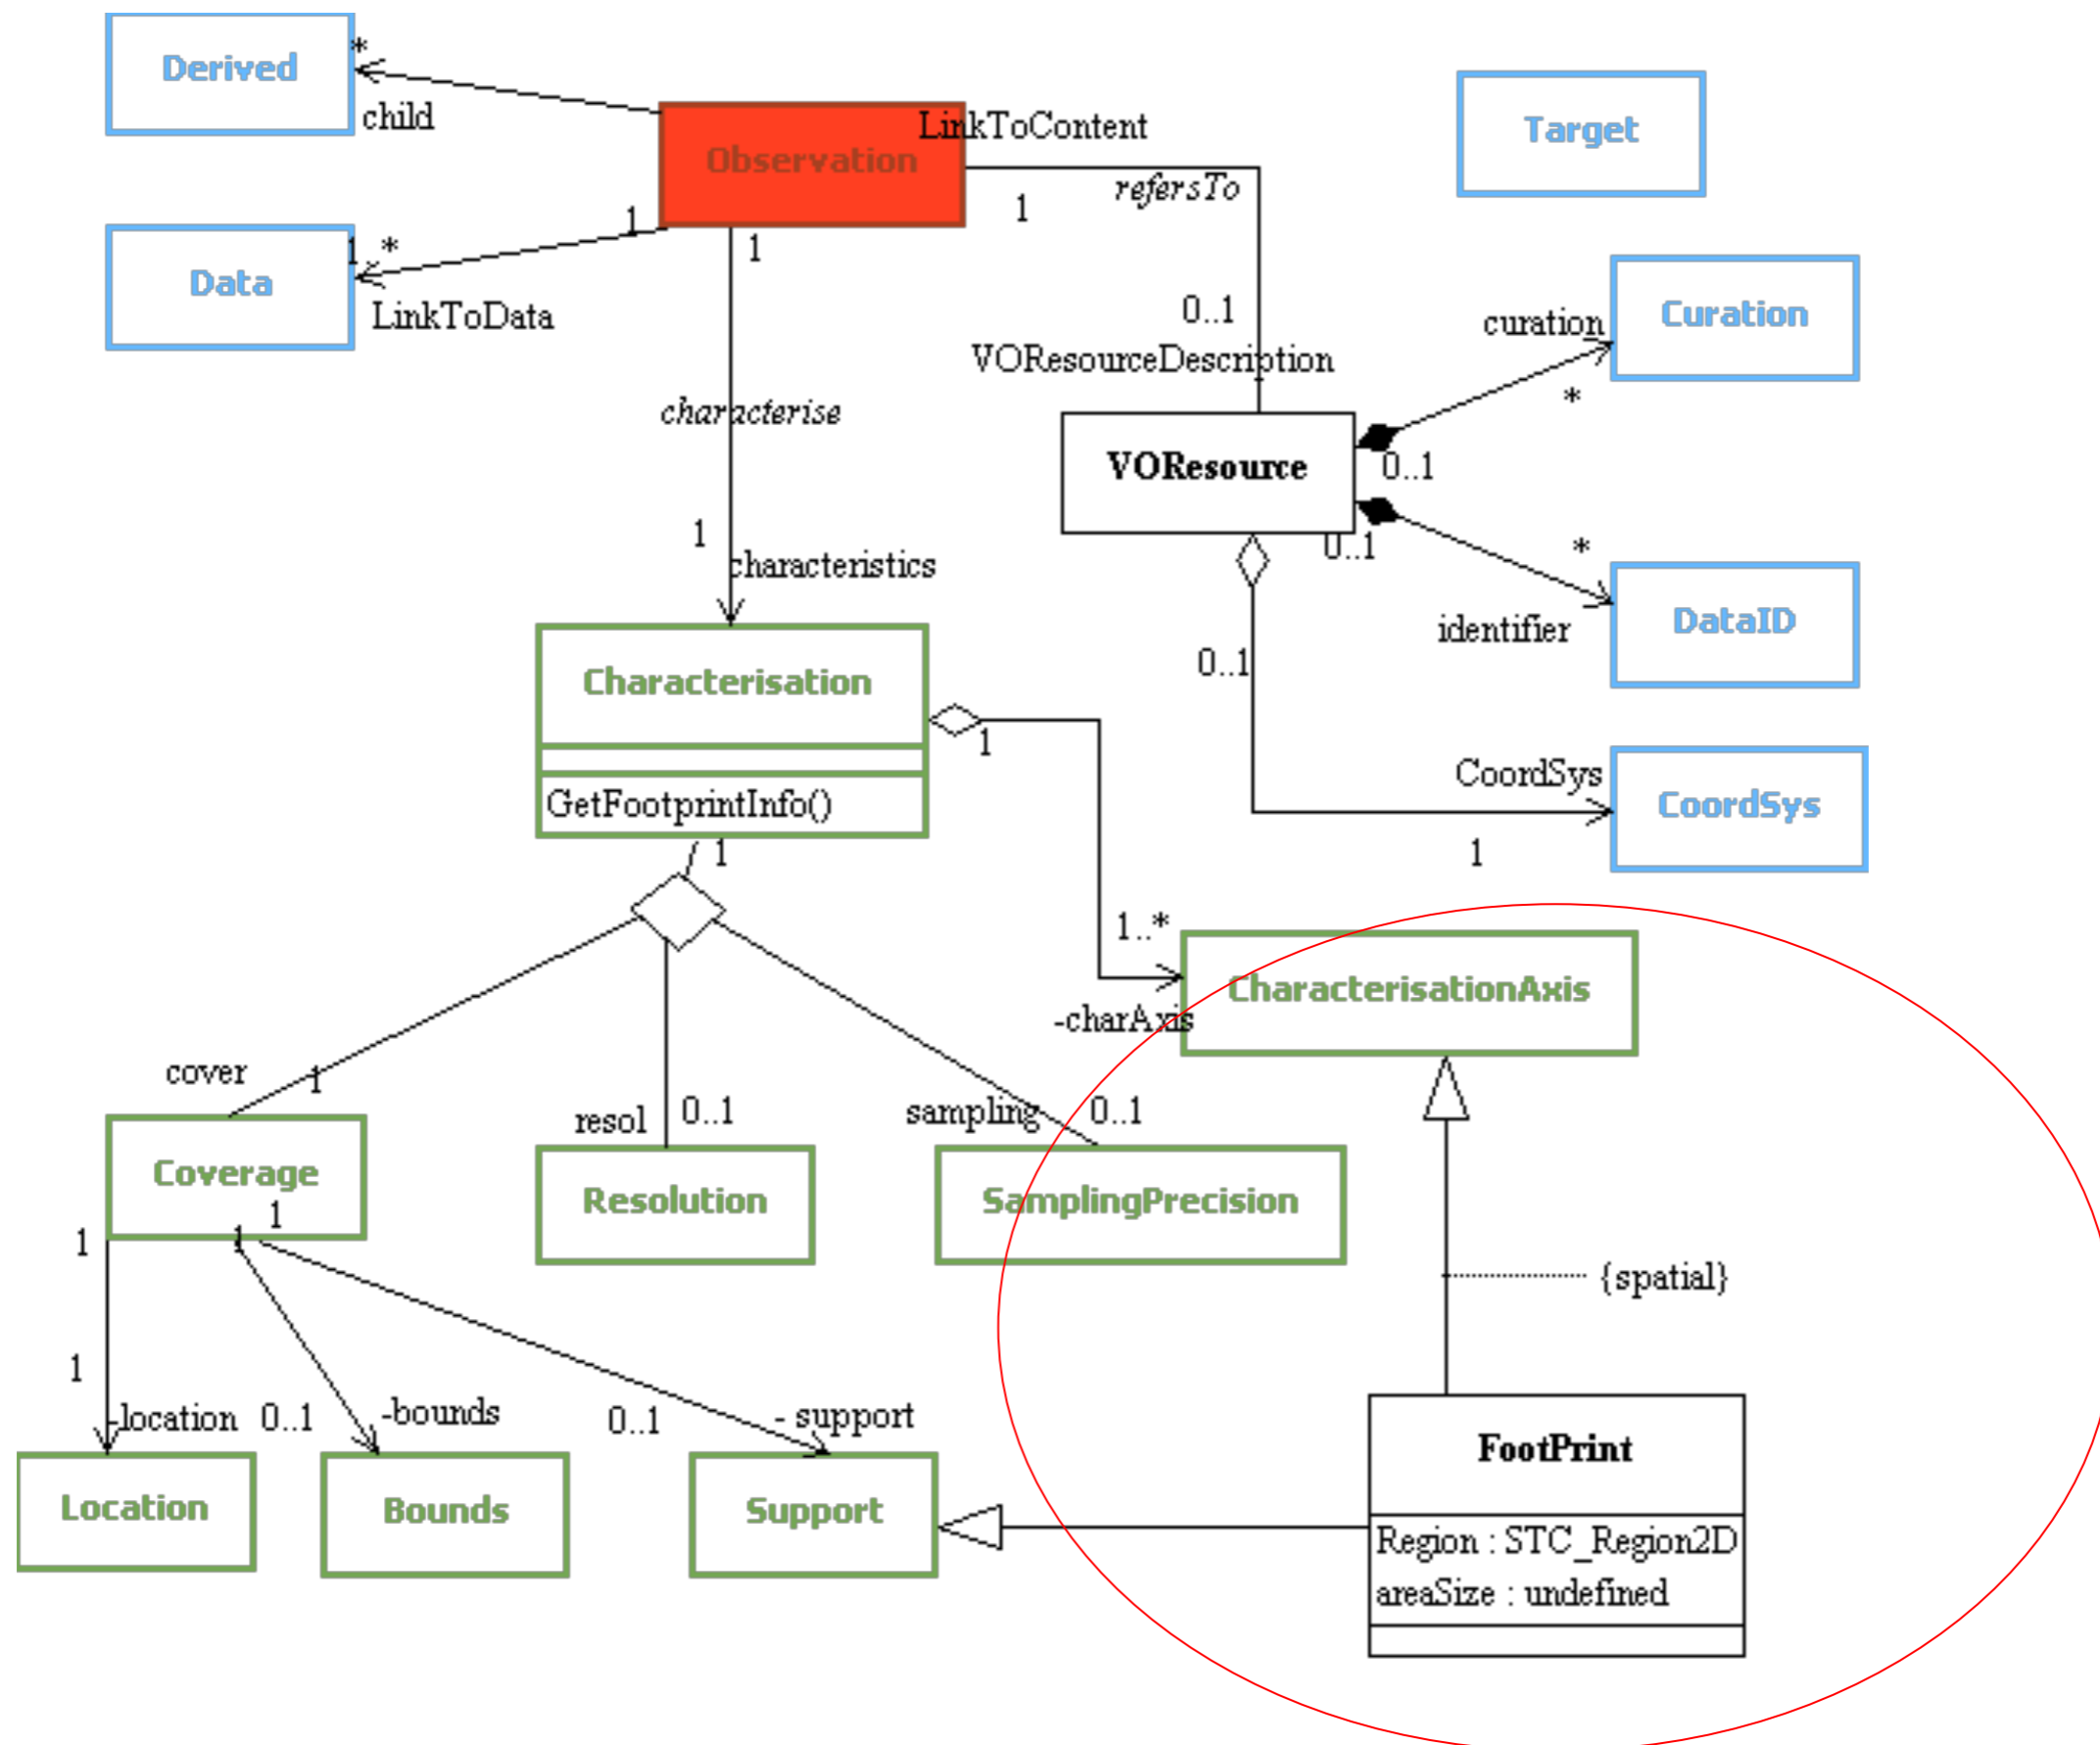 Derived
*
child
Observation
LinkToContent
refersTo
1
Target
Data
1..*
1
LinkToData
1
characterise
1
characteristics
0..1
VOResourceDescription
VOResource
curation
*
0..1
Curation
0..1
*
identifier
DataID
0..1
CoordSys
1
CoordSys
Characterisation
GetFootprintInfo()
1
1
1..*
-charAxis
CharacterisationAxis
cover
1
resol
0..1
sampling
0..1
Coverage
1
Resolution
SamplingPrecision
1
1
{spatial}
1
-location
0..1
-bounds
0..1
- support
Location
Bounds
Support
FootPrint
Region : STC_Region2D
areaSize : undefined